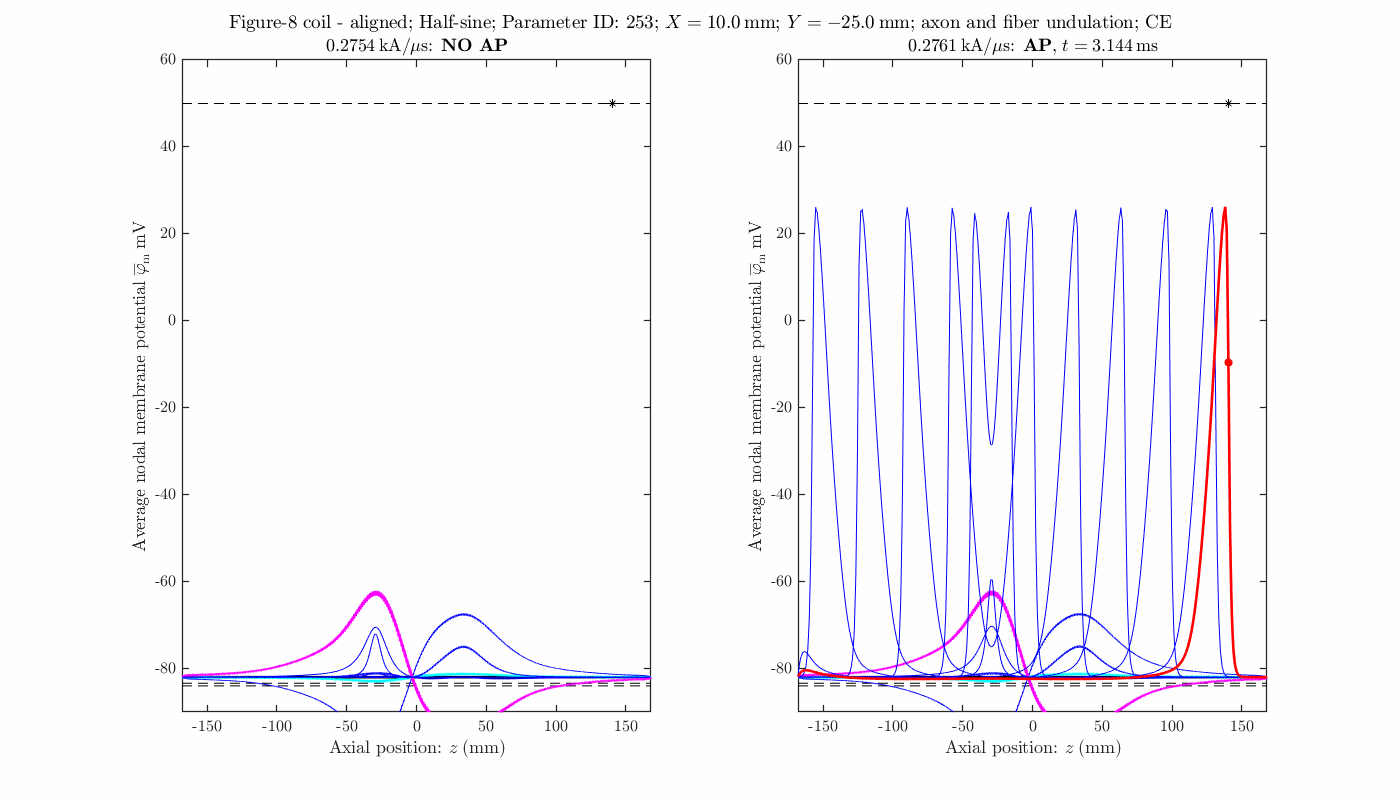 Figure-8 coil - aligned; Half-sine; Parameter ID: 253; X = 10.0 mm; Y = −25.0 mm; axon and fiber undulation; CE
0.2754 kA/μs: NO AP
60
40
20
0
-20
-40
-60
-80
Average nodal membrane potential φ̅m mV
-150 -100 -50 0 50 100 150
Axial position: z (mm)
0.2761 kA/μs: AP, t = 3.144 ms
60
40
20
0
-20
-40
-60
-80
Average nodal membrane potential φ̅m mV
-150 -100 -50 0 50 100 150
Axial position: z (mm)